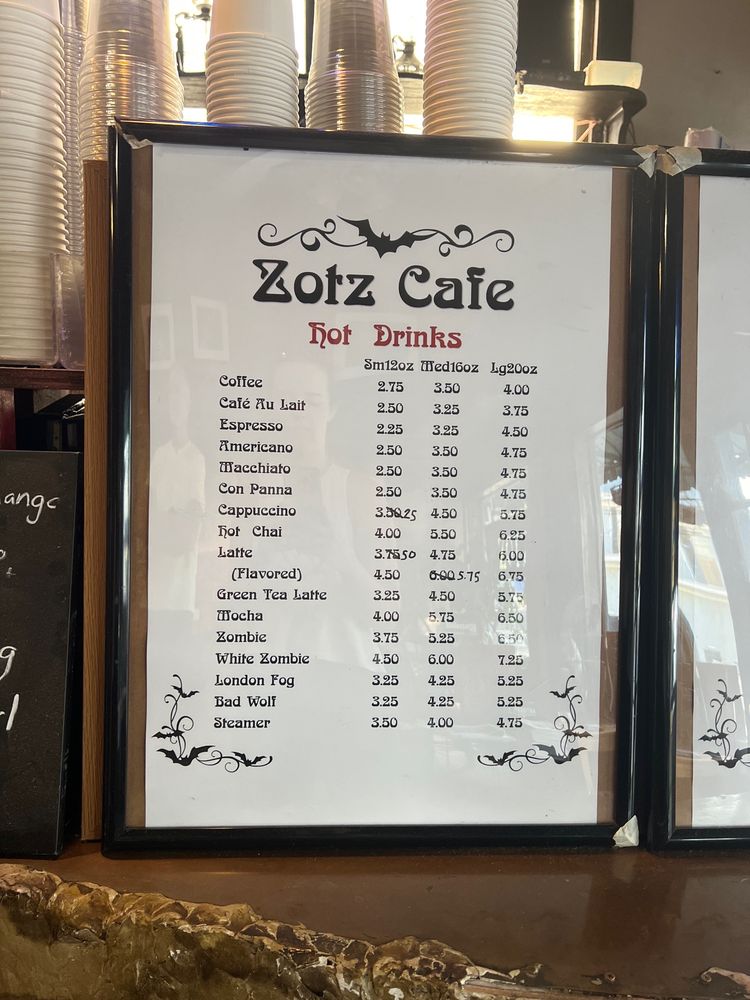 Zotz Cafe
Hot Drinks
Sm12oz Med16oz Lg20oz
Coffee 2.75 3.50 4.00
Café Au Lait 2.50 3.25 3.75
Espresso 2.25 3.25 4.50
Americano 2.50 3.50 4.75
Macchiato 2.50 3.50 4.75
Con Panna 2.50 3.50 4.75
Cappuccino 3.50.25 4.50 5.75
Hot Chai 4.00 5.50 6.25
Latte 3.7550 4.75 6.00
(Flavored) 4.50 6.00 5.75 6.75
Green Tea Latte 3.25 4.50 5.75
Mocha 4.00 5.75 6.50
Zombie 3.75 5.25 6.50
White Zombie 4.50 6.00 7.25
London Fog 3.25 4.25 5.25
Bad Wolf 3.25 4.25 5.25
Steamer 3.50 4.00 4.75